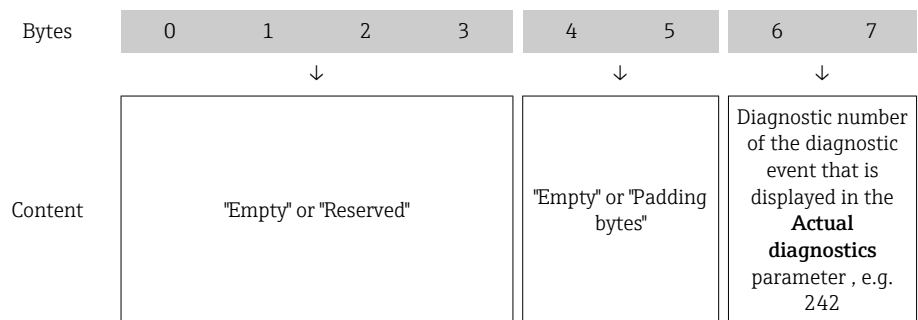 Bytes 0 1 2 3 4 5 6 7
↓ ↓ ↓
Content
"Empty" or "Reserved"
"Empty" or "Padding
bytes"
Diagnostic number
of the diagnostic
event that is
displayed in the
Actual
diagnostics
parameter , e.g.
242